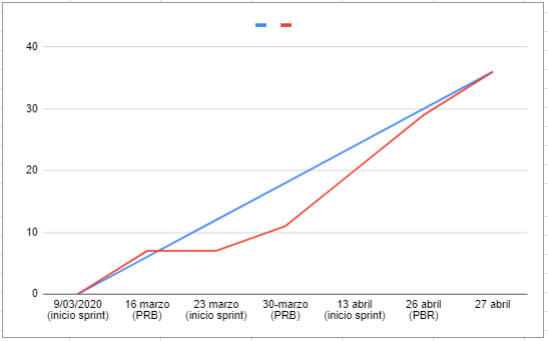 40
30
20
10
0
9/03/2020 16 marzo 23 marzo 30-marzo 13 abril 26 abril 27 abril
(inicio sprint) (PRB) (inicio sprint) (PRB) (inicio sprint) (PBR)